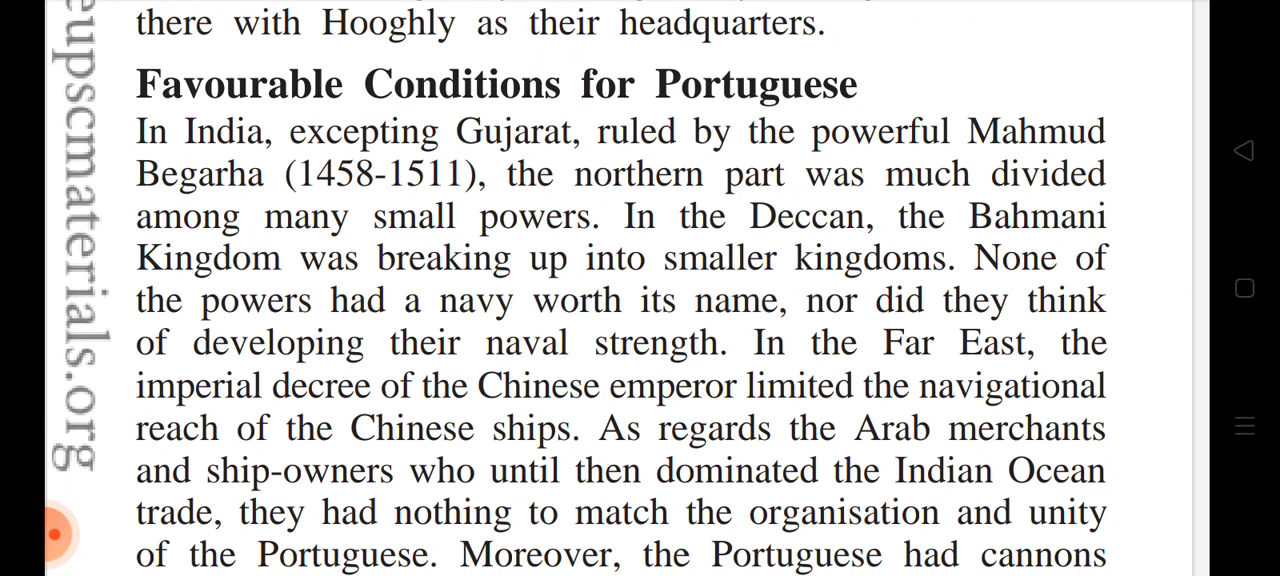 there with Hooghly as their headquarters.
Favourable Conditions for Portuguese
In India, excepting Gujarat, ruled by the powerful Mahmud
Begarha (1458-1511), the northern part was much divided
among many small powers. In the Deccan, the Bahmani
Kingdom was breaking up into smaller kingdoms. None of
the powers had a navy worth its name, nor did they think
of developing their naval strength. In the Far East, the
imperial decree of the Chinese emperor limited the navigational
reach of the Chinese ships. As regards the Arab merchants
and ship-owners who until then dominated the Indian Ocean
trade, they had nothing to match the organisation and unity
of the Portuguese. Moreover, the Portuguese had cannons
eupscmaterials.org